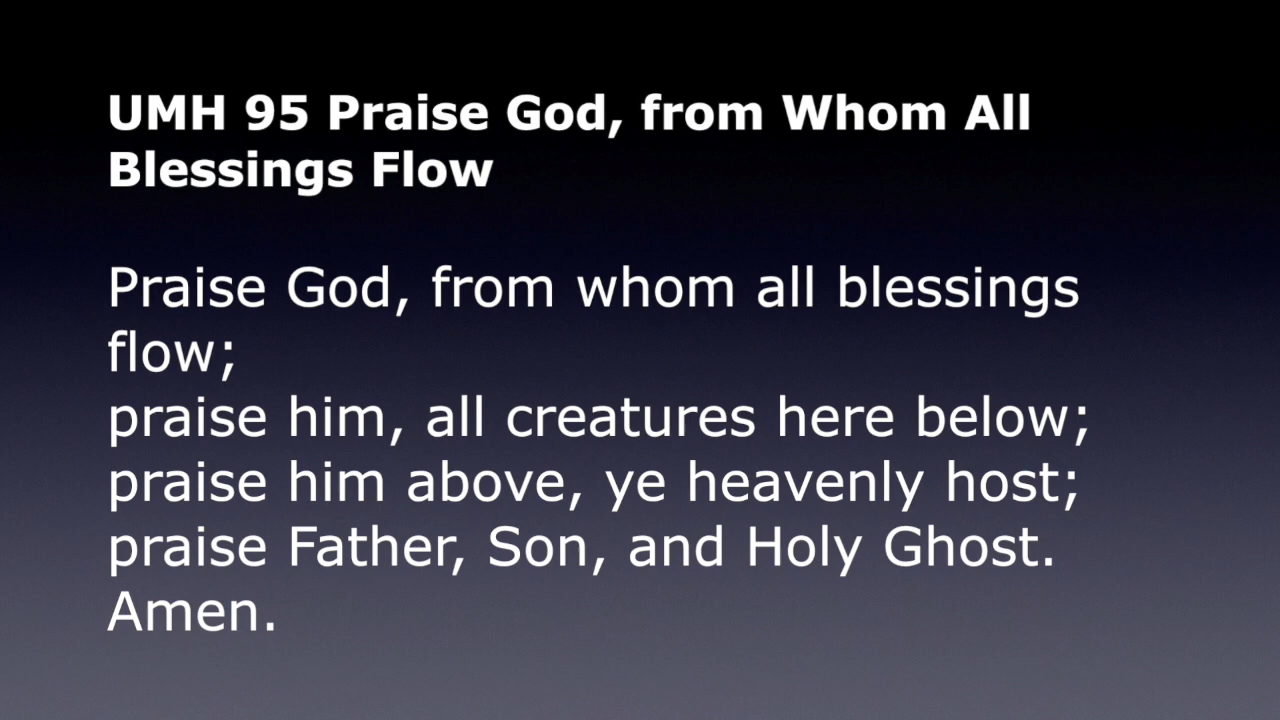 UMH 95 Praise God, from Whom All
Blessings Flow
Praise God, from whom all blessings
flow;
praise him, all creatures here below;
praise him above, ye heavenly host;
praise Father, Son, and Holy Ghost.
Amen.